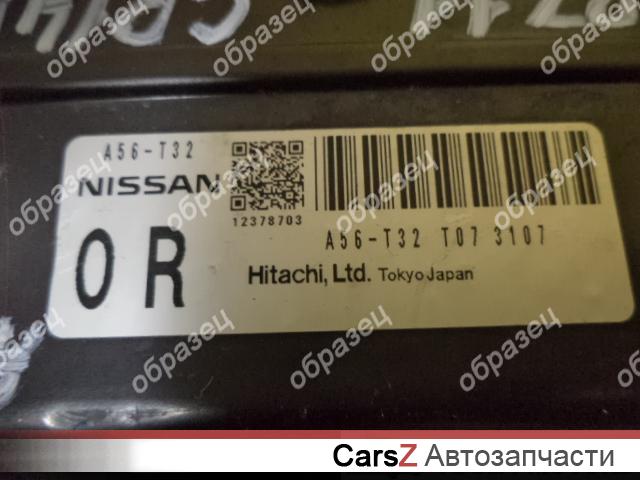 A56-T32
NISSAN
12378703
A56-T32 T07 3107
0R
Hitachi, Ltd. Tokyo Japan
образец
CarsZ Автозапчасти